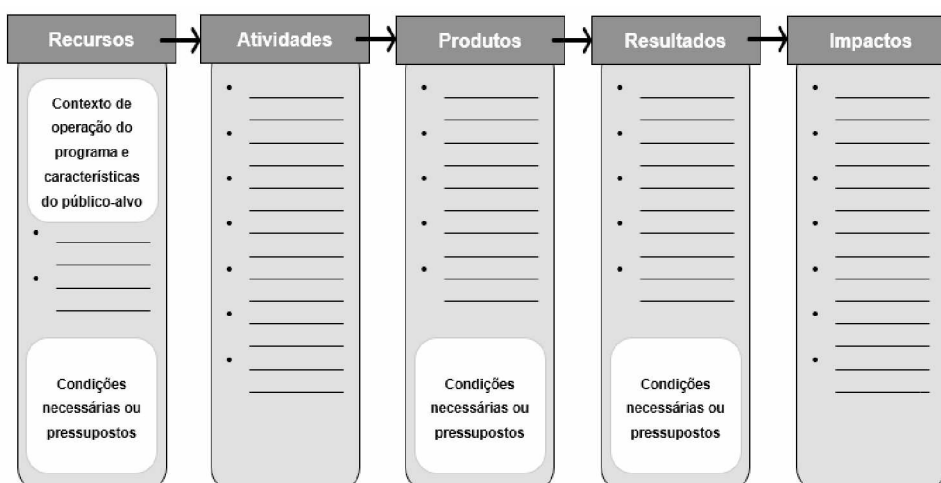 Recursos
Atividades
Produtos
Resultados
Impactos
Contexto de
operação do
programa e
características
do público-alvo
Condições
necessárias ou
pressupostos
Condições
necessárias ou
pressupostos
Condições
necessárias ou
pressupostos